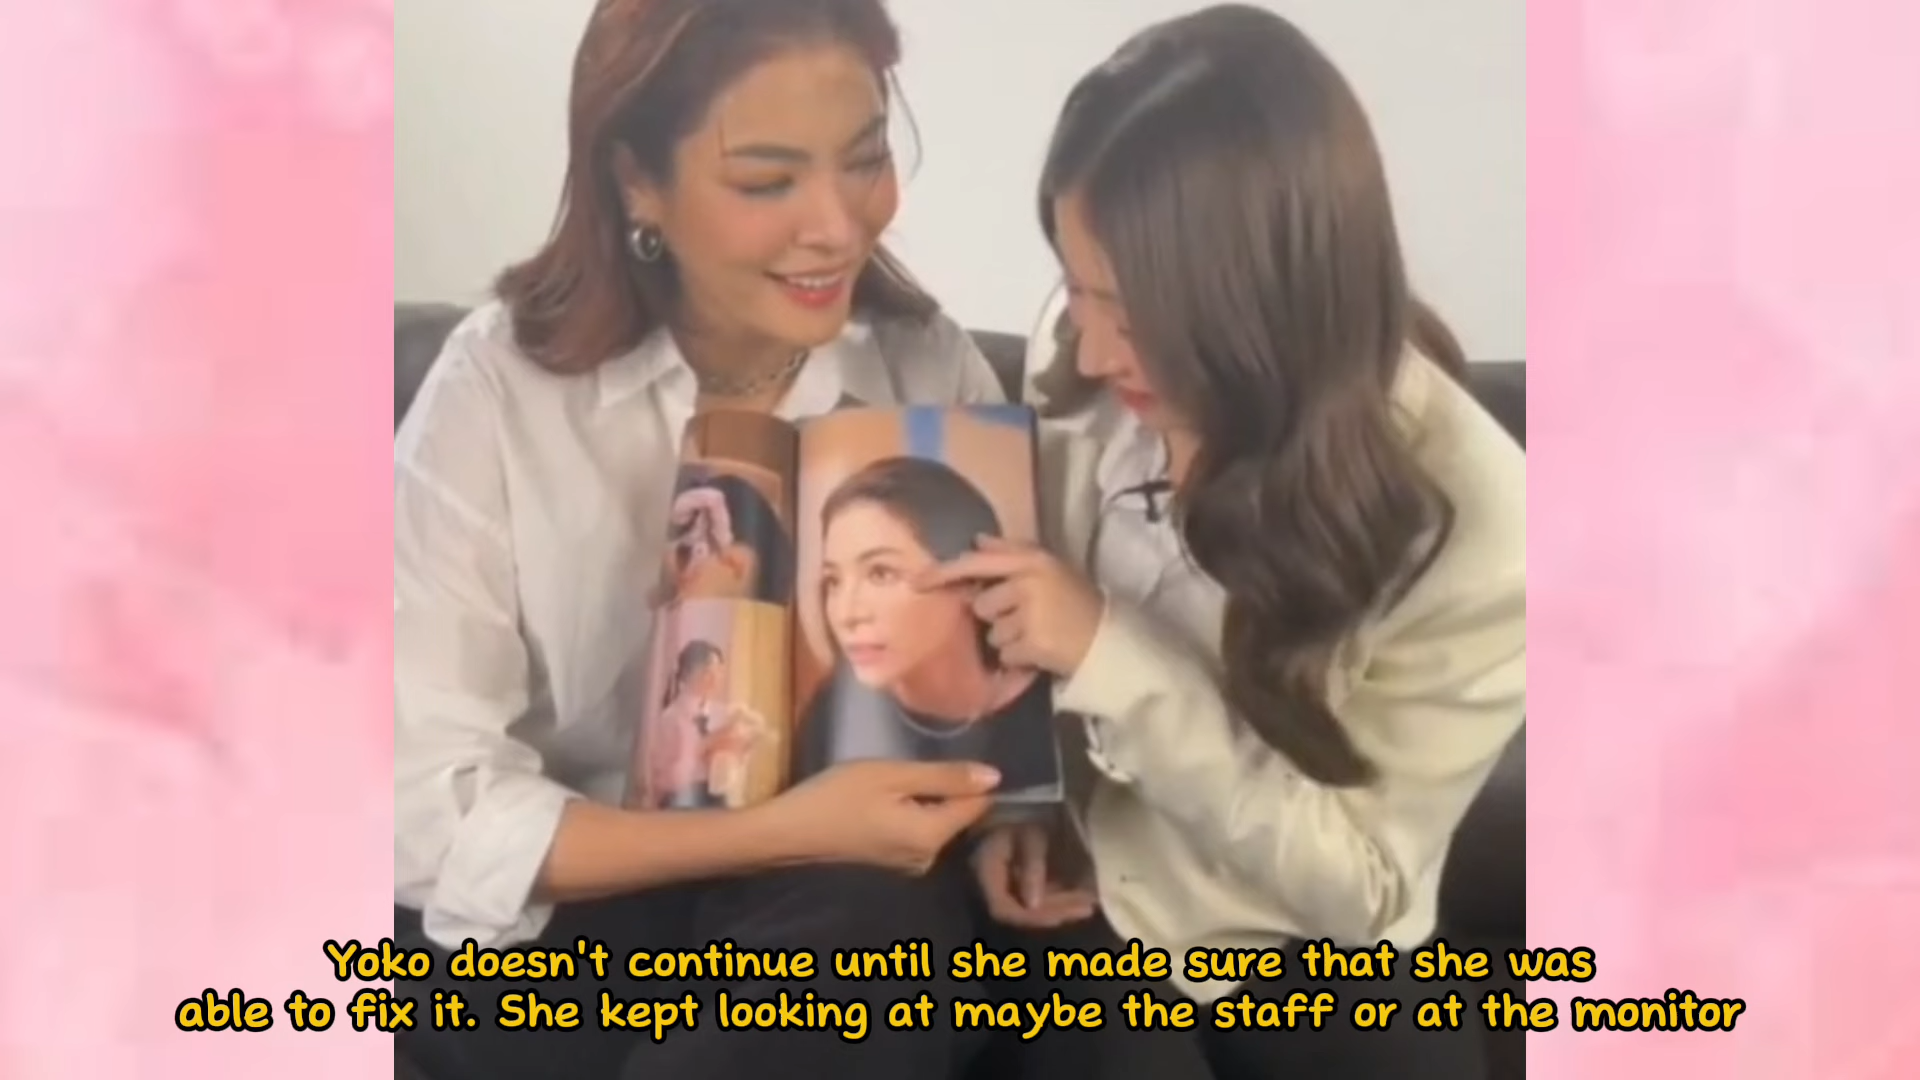 Yoko doesn't continue until she made sure that she was
able to fix it. She kept looking at maybe the staff or at the monitor